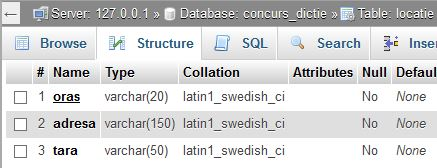 Server: 127.0.0.1 » Database: concurs_dictie » Table: locatie
Browse Structure SQL Search Inser
# Name Type Collation Attributes Null Defaul
1 oras varchar(20) latin1_swedish_ci No None
2 adresa varchar(150) latin1_swedish_ci No None
3 tara varchar(50) latin1_swedish_ci No None